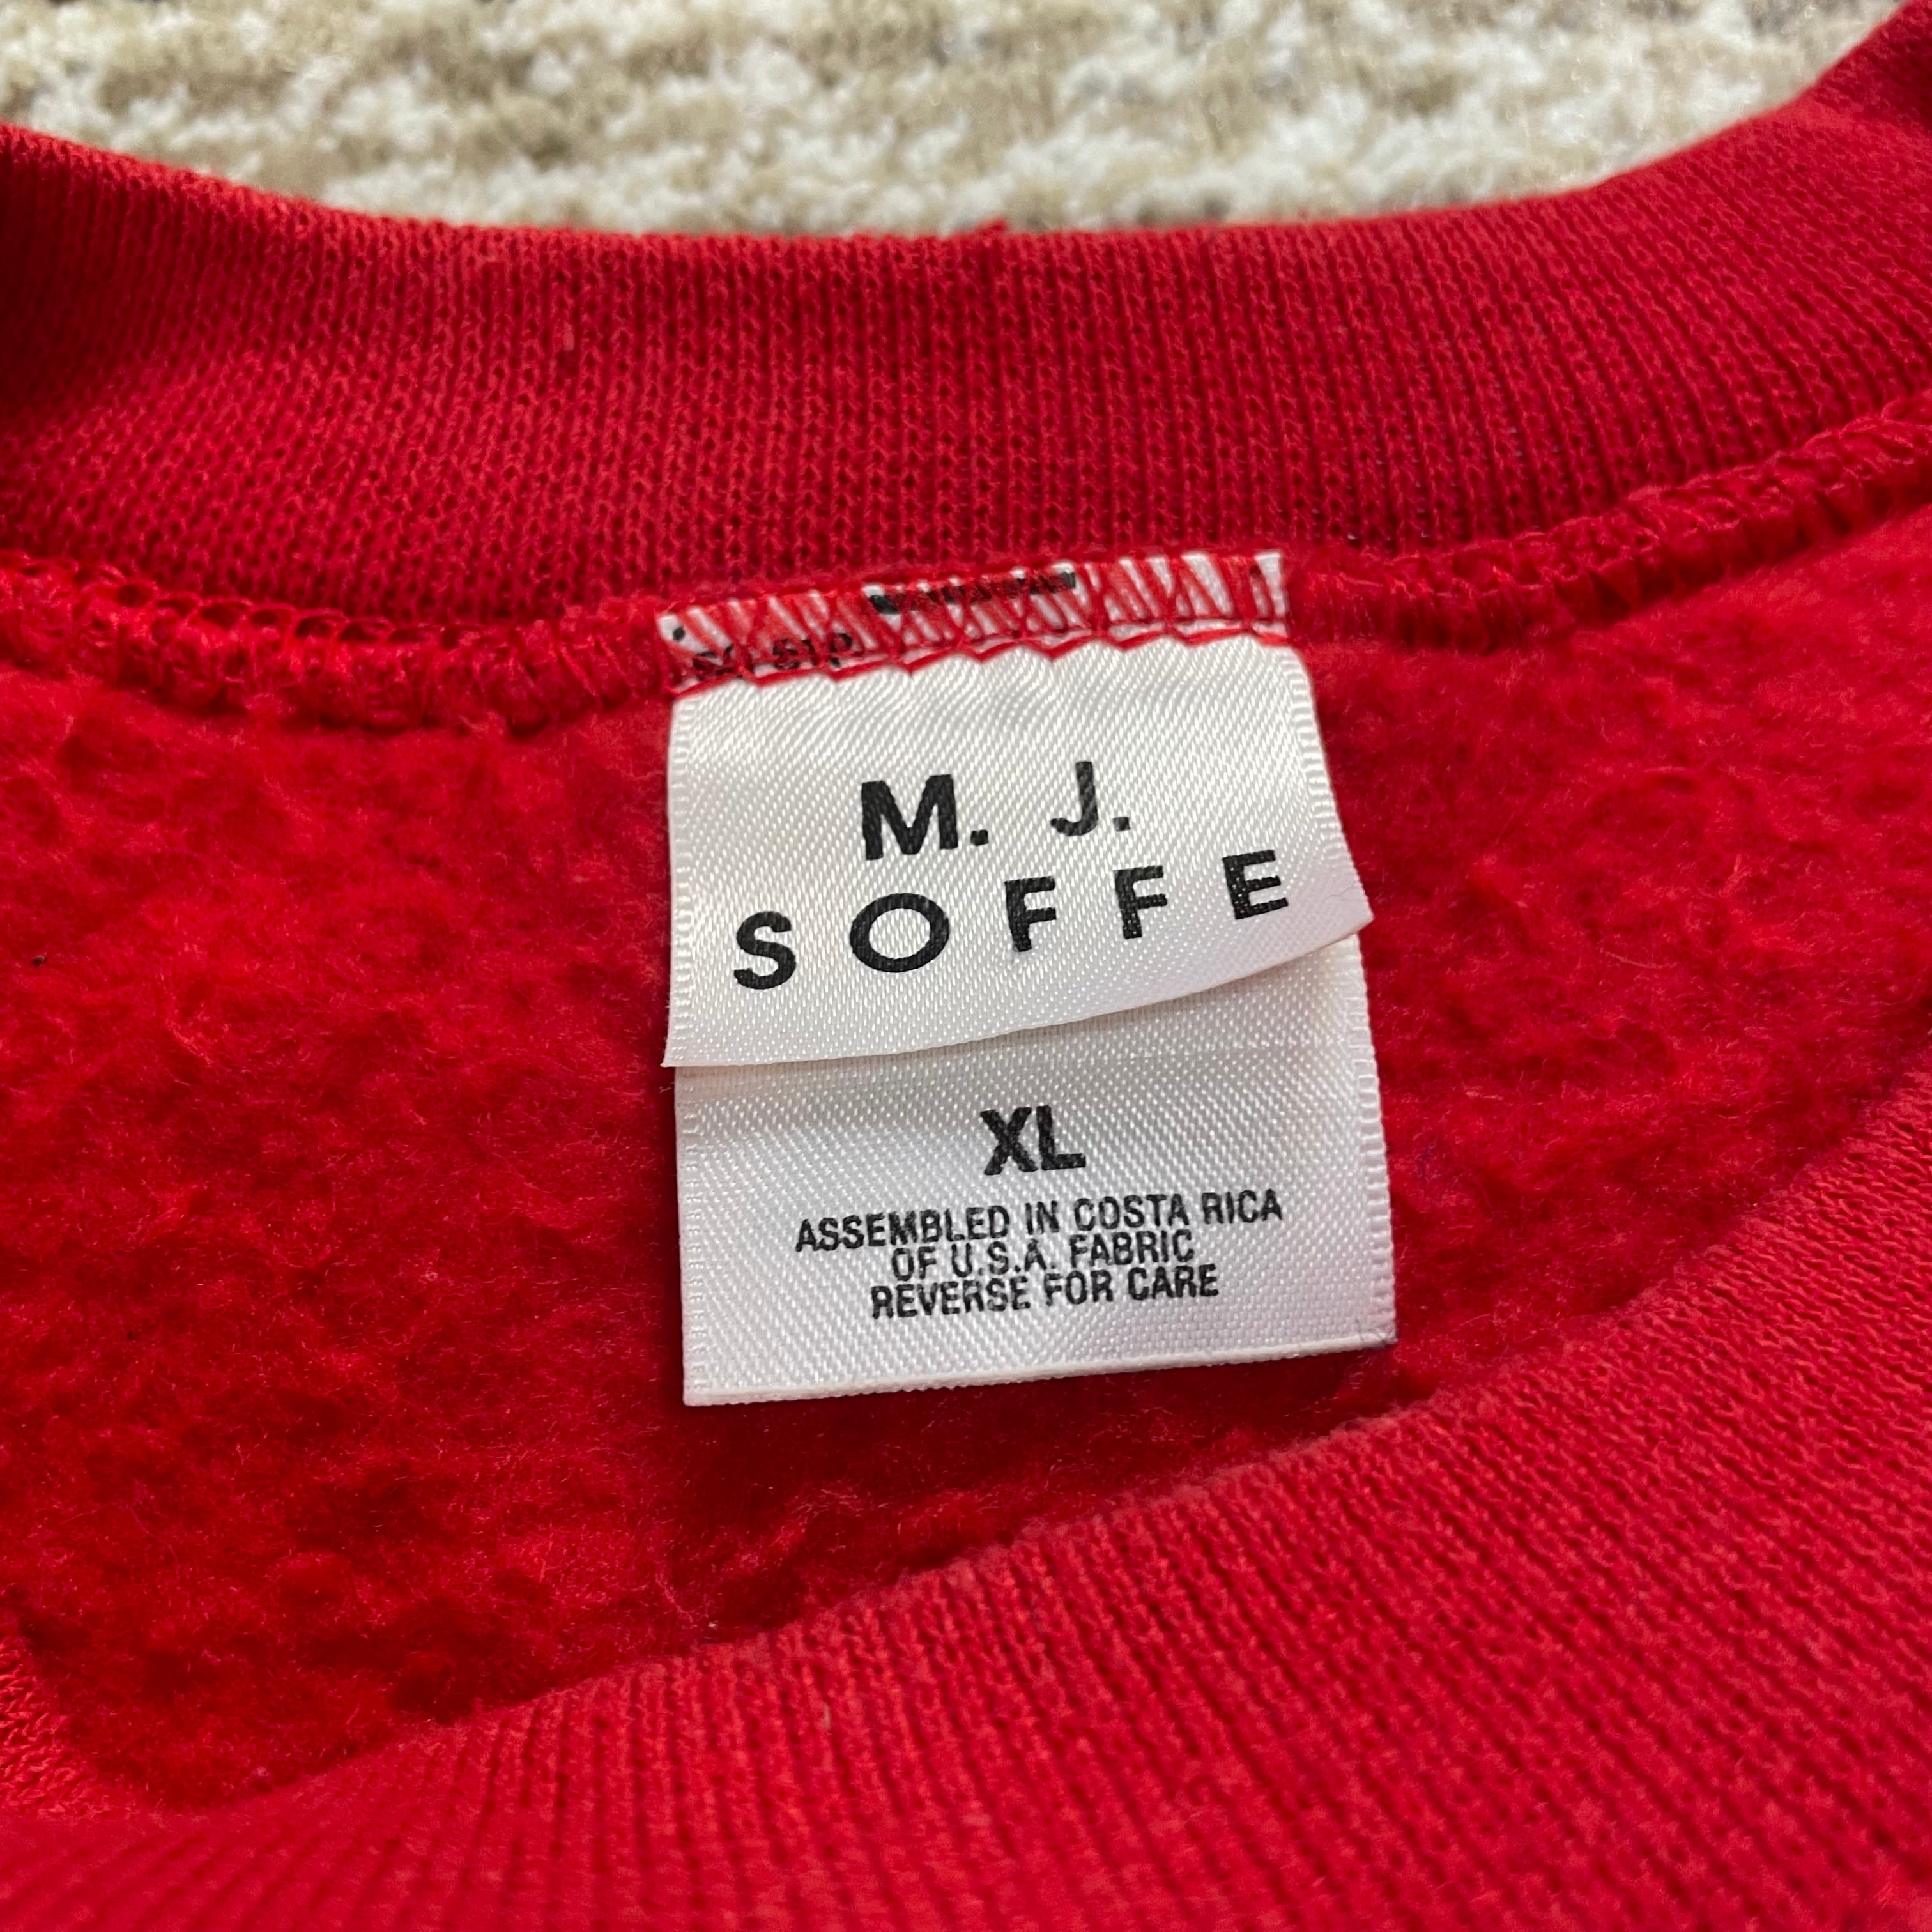 M. J.
SOFFE
XL
ASSEMBLED IN COSTA RICA
OF U.S.A. FABRIC
REVERSE FOR CARE